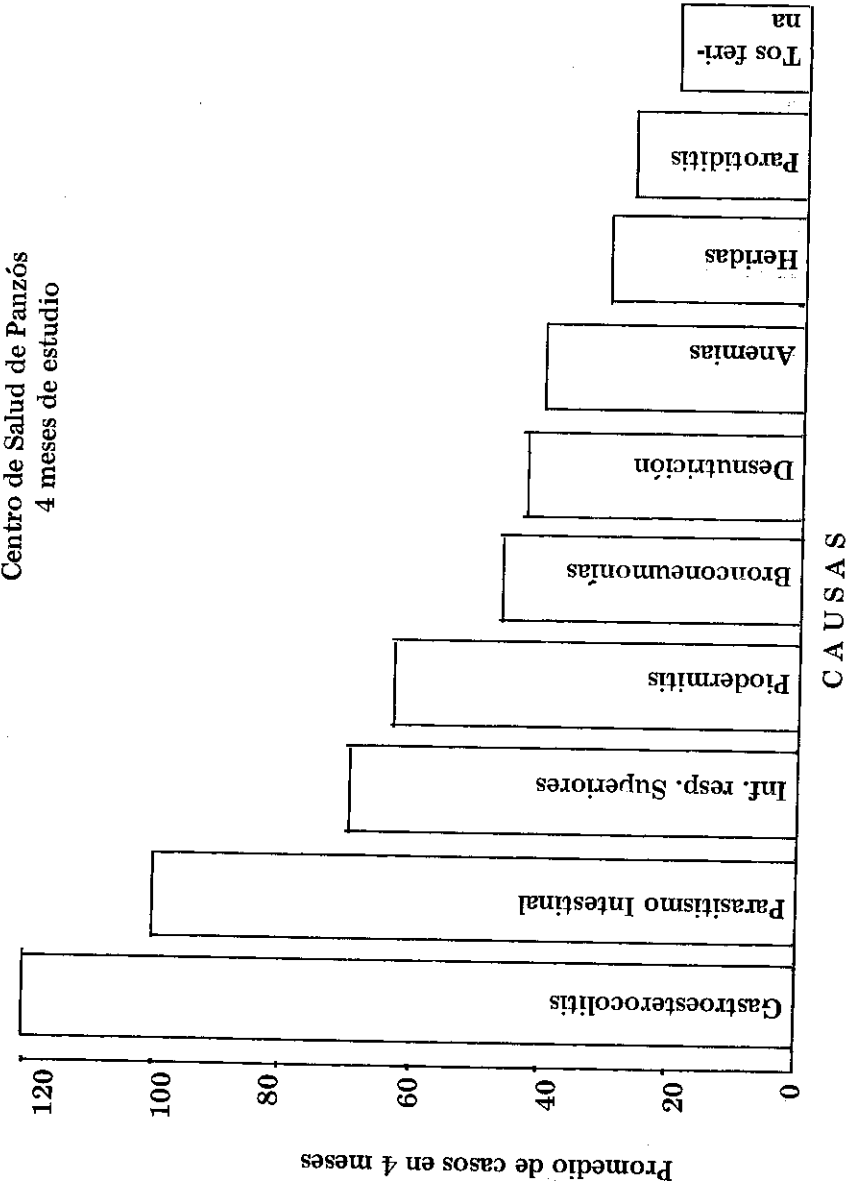 Centro de Salud de Panzós
4 meses de estudio
Promedio de casos en 4 meses
120
100
80
60
40
20
0
Gastroesterocolitis
Parasitismo Intestinal
Inf. resp. Superiores
Piodermitis
Bronconeumonías
Desnutrición
Anemias
Heridas
Parotiditis
Tos feri-
na
CAUSAS